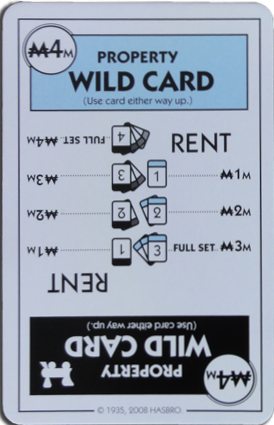 ₩4M
PROPERTY
WILD CARD
(Use card either way up.)
RENT
1 ₩1M
2 ₩2M
3 FULL SET ₩3M
RENT
1 ₩1M
2 ₩2M
3 ₩3M
4 FULL SET ₩4M
₩4M
PROPERTY
WILD CARD
(Use card either way up.)
© 1935, 2008 HASBRO.